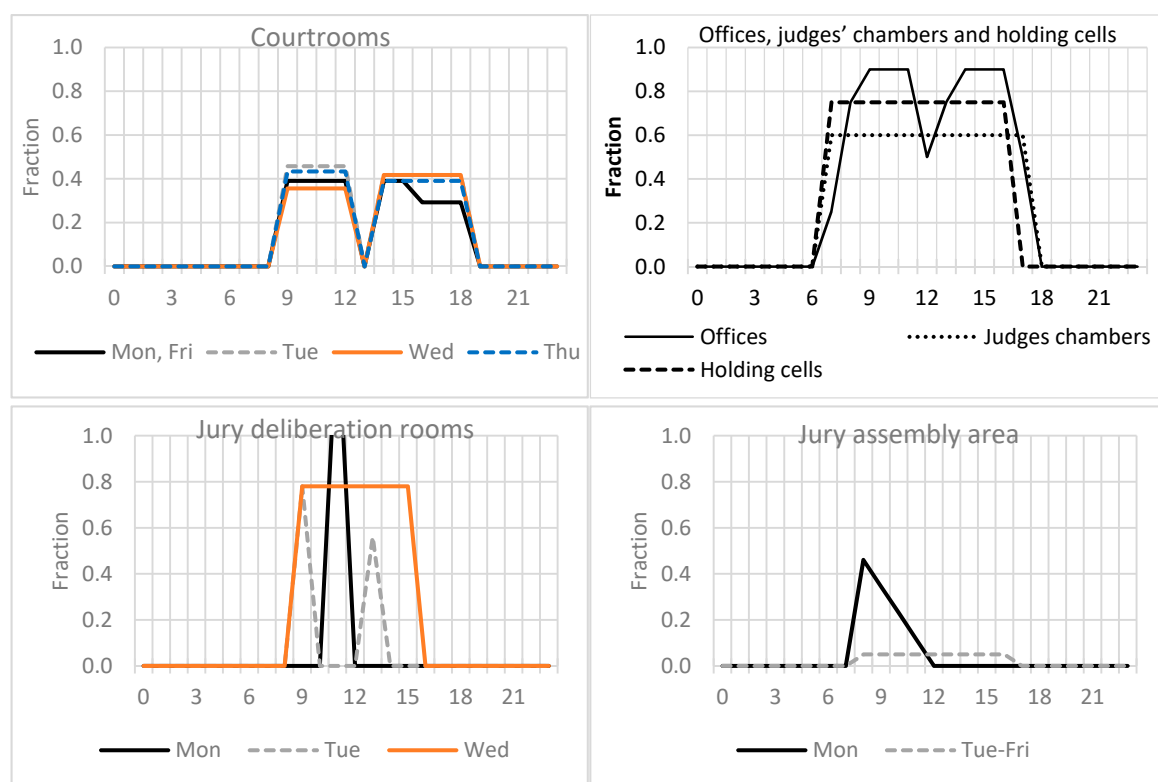 Courtrooms
1.0
0.8
0.6
0.4
0.2
0.0
Fraction
0 3 6 9 12 15 18 21
Mon, Fri Tue Wed Thu
Offices, judges’ chambers and holding cells
1.0
0.8
0.6
0.4
0.2
0.0
Fraction
0 3 6 9 12 15 18 21
Offices Judges chambers
Holding cells
Jury deliberation rooms
1.0
0.8
0.6
0.4
0.2
0.0
Fraction
0 3 6 9 12 15 18 21
Mon Tue Wed
Jury assembly area
1.0
0.8
0.6
0.4
0.2
0.0
Fraction
0 3 6 9 12 15 18 21
Mon Tue-Fri